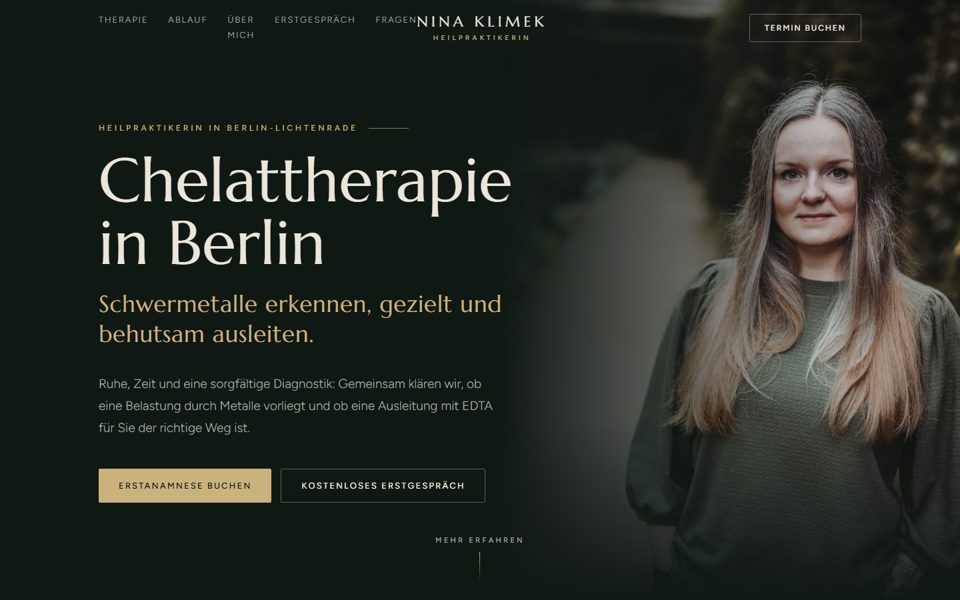 THERAPIE ABLAUF ÜBER MICH ERSTGESPRÄCH FRAGEN
NINA KLIMEK
HEILPRAKTIKERIN
TERMIN BUCHEN
HEILPRAKTIKERIN IN BERLIN-LICHTENRADE
Chelattherapie
in Berlin
Schwermetalle erkennen, gezielt und
behutsam ausleiten.
Ruhe, Zeit und eine sorgfältige Diagnostik: Gemeinsam klären wir, ob
eine Belastung durch Metalle vorliegt und ob eine Ausleitung mit EDTA
für Sie der richtige Weg ist.
ERSTANAMNESE BUCHEN
KOSTENLOSES ERSTGESPRÄCH
MEHR ERFAHREN